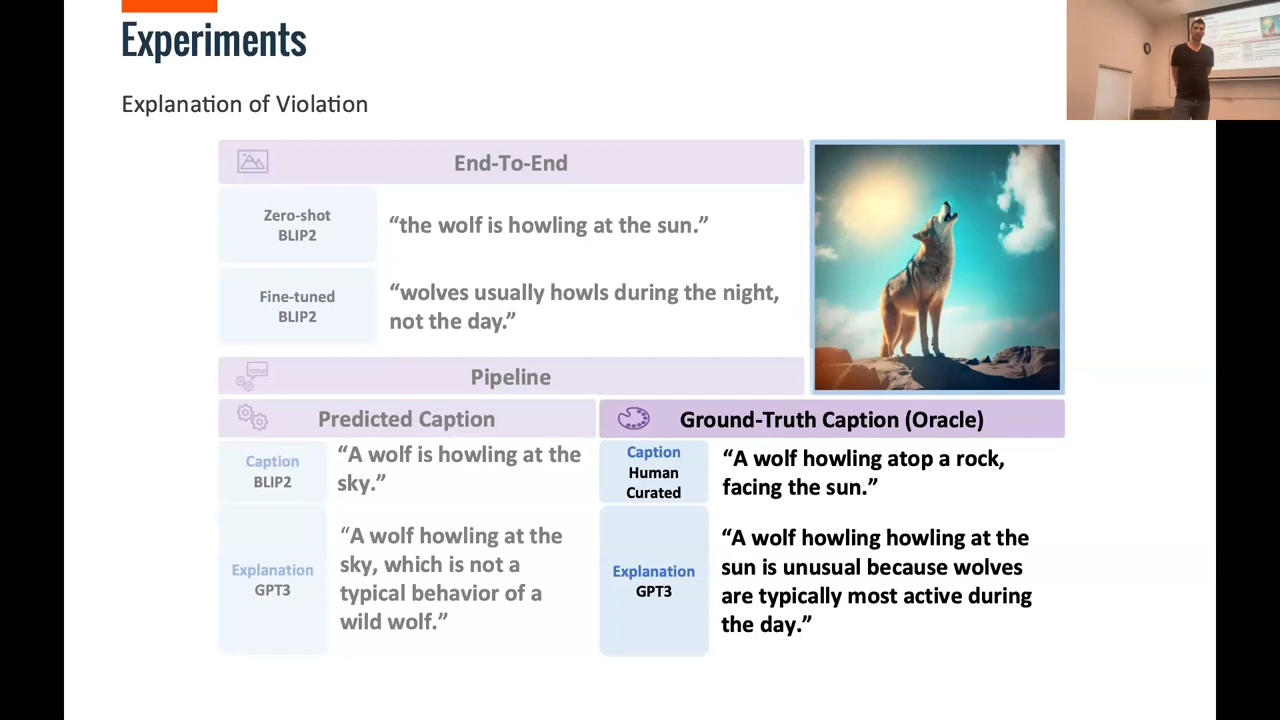 Experiments
Explanation of Violation
End-To-End
Zero-shot
BLIP2
“the wolf is howling at the sun.”
Fine-tuned
BLIP2
“wolves usually howls during the night,
not the day.”
Pipeline
Predicted Caption
Ground-Truth Caption (Oracle)
Caption
BLIP2
“A wolf is howling at the
sky.”
Caption
Human
Curated
“A wolf howling atop a rock,
facing the sun.”
Explanation
GPT3
“A wolf howling at the
sky, which is not a
typical behavior of a
wild wolf.”
Explanation
GPT3
“A wolf howling howling at the
sun is unusual because wolves
are typically most active during
the day.”